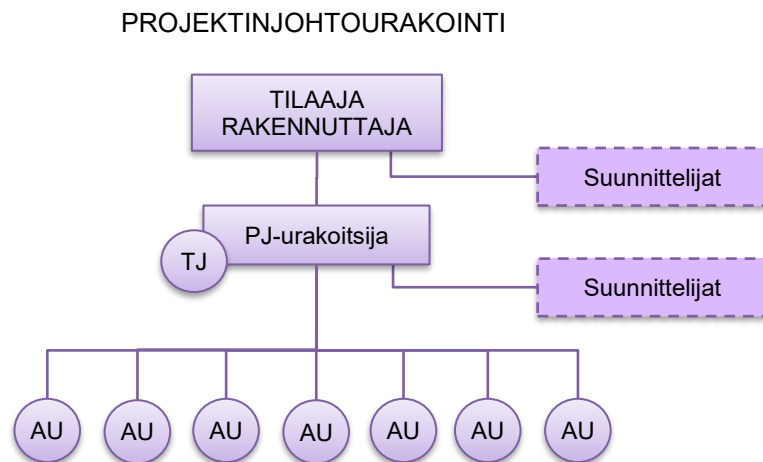 PROJEKTINJOHTOURAKOINTI
TILAAJA
RAKENNUTTAJA
Suunnittelijat
PJ-urakoitsija
TJ
Suunnittelijat
AU
AU
AU
AU
AU
AU
AU